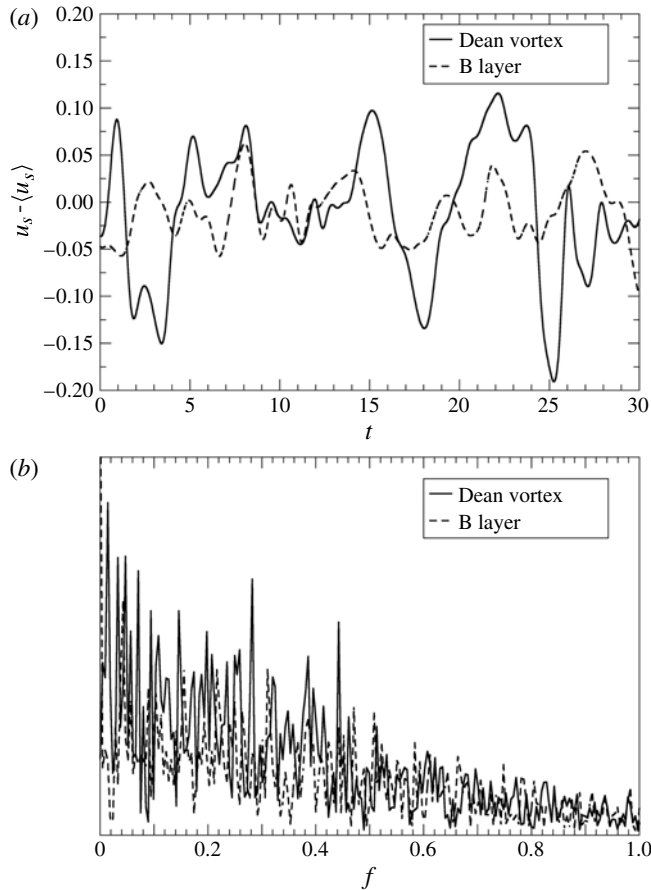 (a)
0.20
0.15
0.10
0.05
0.00
−0.05
−0.10
−0.15
−0.20
u_s - ⟨u_s⟩
Dean vortex
B layer
0 5 10 15 20 25 30
t
(b)
Dean vortex
B layer
0 0.2 0.4 0.6 0.8 1.0
f